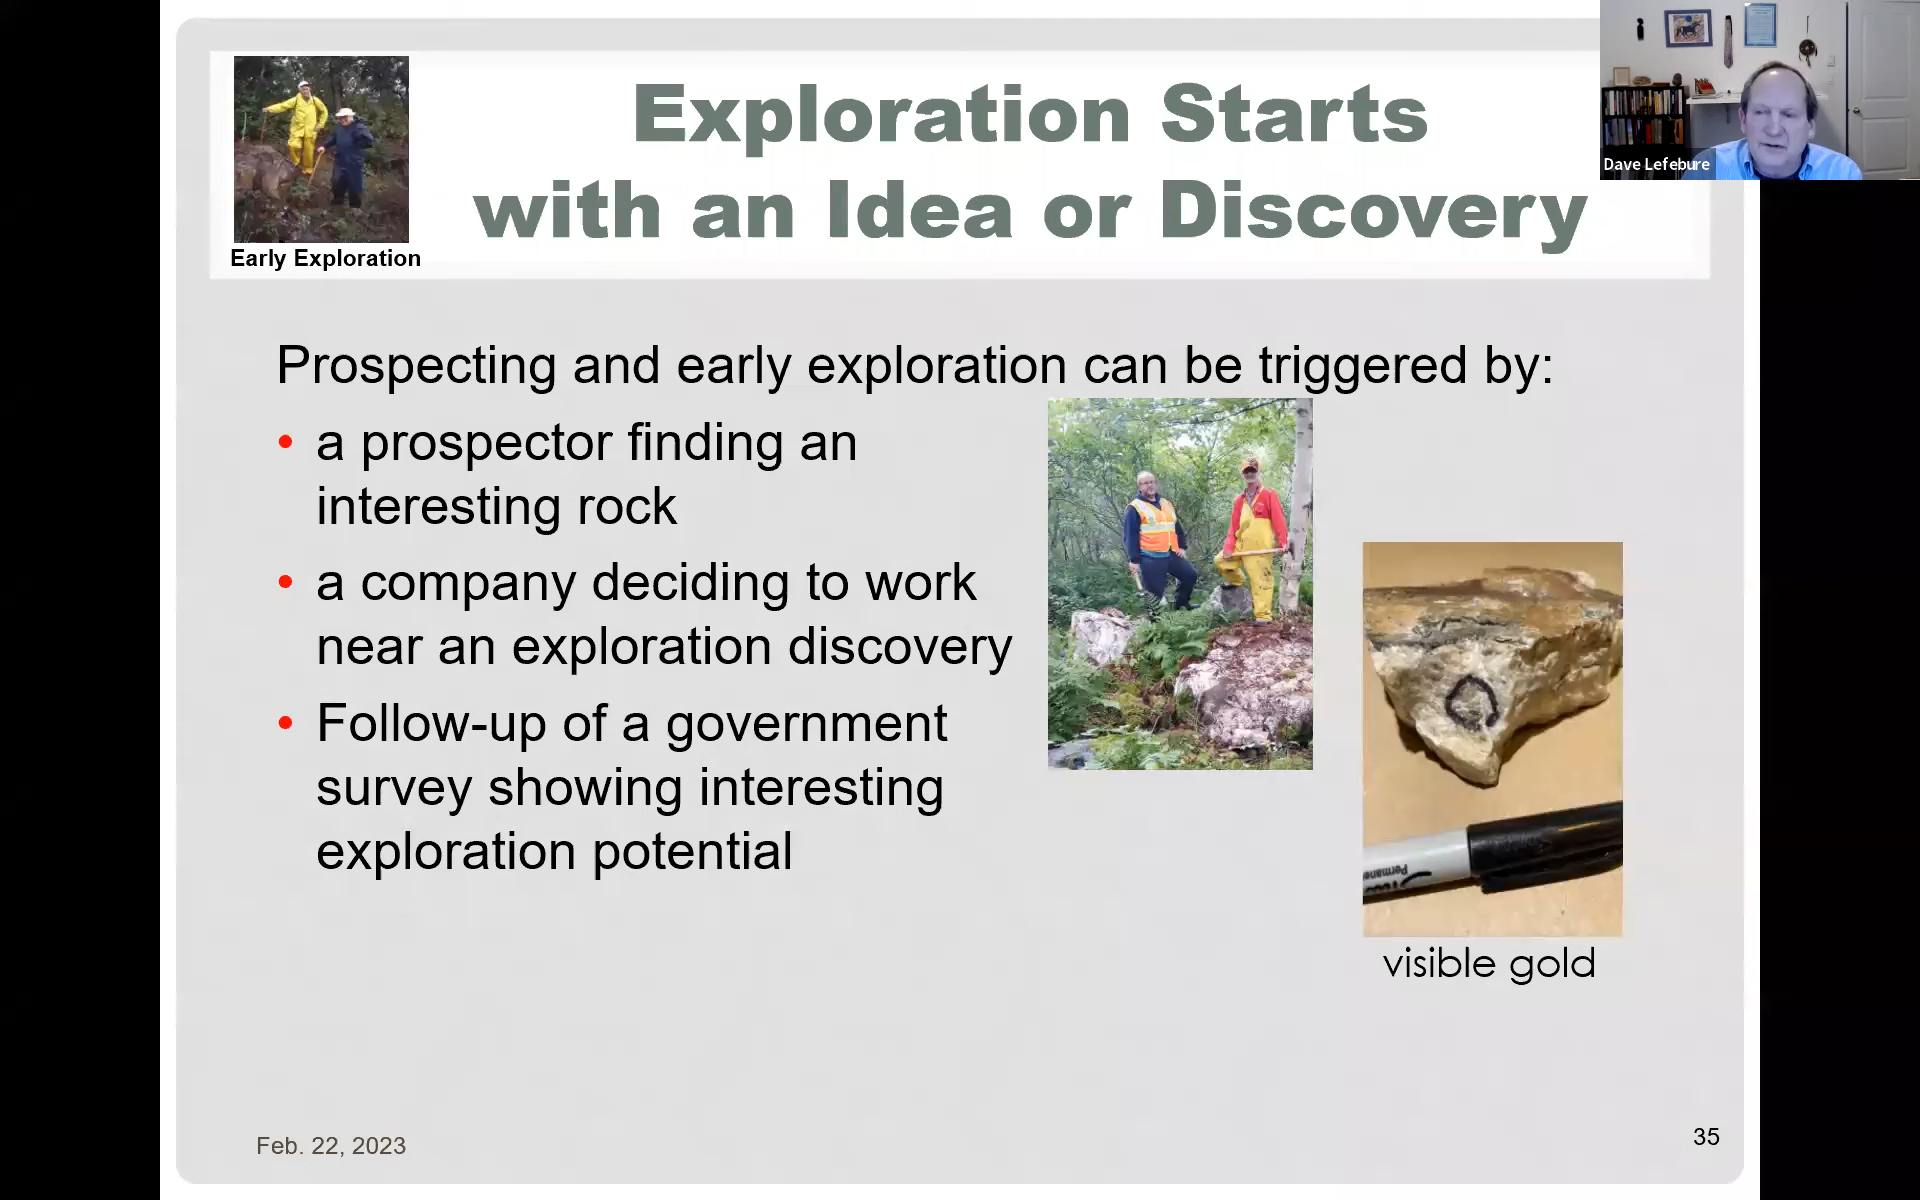 Exploration Starts
with an Idea or Discovery
Dave Lefebure
Early Exploration
Prospecting and early exploration can be triggered by:
• a prospector finding an
interesting rock
• a company deciding to work
near an exploration discovery
• Follow-up of a government
survey showing interesting
exploration potential
visible gold
Feb. 22, 2023
35